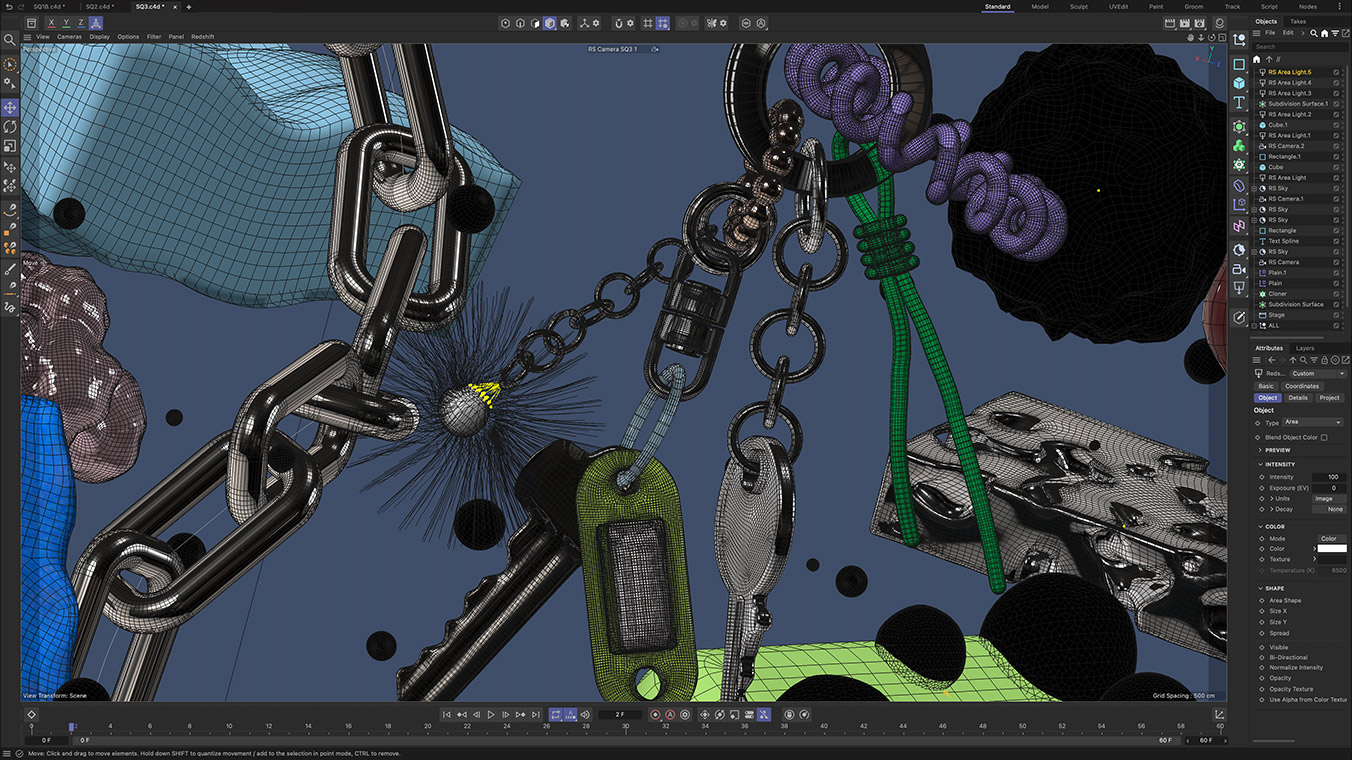 SQ1B.c4d *
SQ2.c4d *
SQ3.c4d *
Standard
Model
Sculpt
UVEdit
Paint
Groom
Track
Script
Nodes
X
Y
Z
View
Cameras
Display
Options
Filter
Panel
Redshift
Perspective
RS Camera SQ3 1
Move
View Transform: Scene
Grid Spacing : 500 cm
Objects
Takes
File
Edit
Search
RS Area Light.5
RS Area Light.4
RS Area Light.3
Subdivision Surface.1
RS Area Light.2
Cube.1
RS Area Light.1
RS Camera.2
Rectangle.1
Cube
RS Area Light
RS Sky
RS Camera.1
RS Sky
RS Sky
Rectangle
Text Spline
RS Sky
RS Camera
Plain.1
Plain
Cloner
Subdivision Surface
Stage
ALL
Attributes
Layers
Reds...
Custom
Basic
Coordinates
Object
Details
Project
Object
Type
Area
Blend Object Color
PREVIEW
INTENSITY
Intensity
100
Exposure (EV)
0
Units
Image
Decay
None
COLOR
Mode
Color
Color
Texture
Temperature (K)
6500
SHAPE
Area Shape
Size X
Size Y
Spread
Visible
Bi-Directional
Normalize Intensity
Opacity
Opacity Texture
Use Alpha from Color Textur
2 F
0
2
4
6
8
10
12
14
16
18
20
22
24
26
28
30
32
34
36
38
40
42
44
46
48
50
52
54
56
58
60
0 F
0 F
60 F
60 F
Move: Click and drag to move elements. Hold down SHIFT to quantize movement / add to the selection in point mode, CTRL to remove.